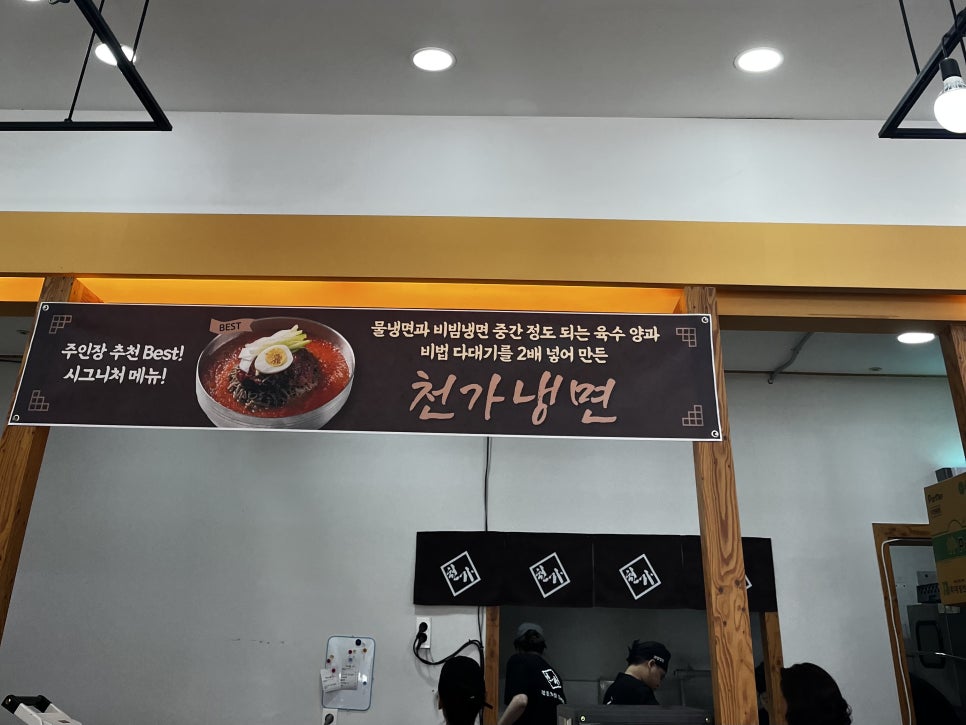 주인장 추천 Best!
시그니처 메뉴!
BEST
물냉면과 비빔냉면 중간 정도 되는 육수 양과
비법 다대기를 2배 넣어 만든
천가냉면
천가
천가
천가